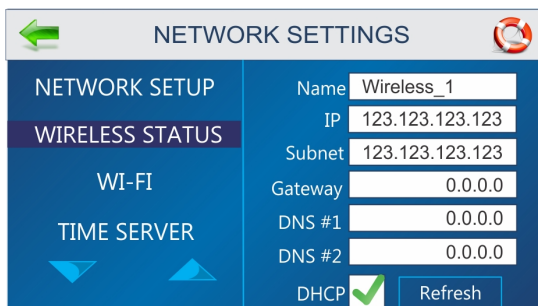 NETWORK SETTINGS
NETWORK SETUP
WIRELESS STATUS
WI-FI
TIME SERVER
Name Wireless_1
IP 123.123.123.123
Subnet 123.123.123.123
Gateway 0.0.0.0
DNS #1 0.0.0.0
DNS #2 0.0.0.0
DHCP Refresh